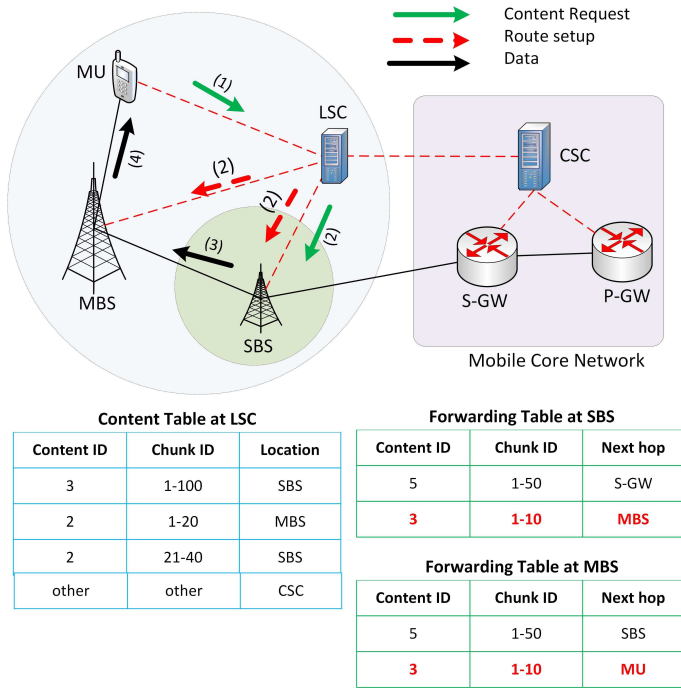 Content Request
Route setup
Data
MU
(1)
LSC
CSC
(2)
(2)
(2)
(4)
(3)
MBS
SBS
S-GW
P-GW
Mobile Core Network
Content Table at LSC
Content ID Chunk ID Location
3 1-100 SBS
2 1-20 MBS
2 21-40 SBS
other other CSC
Forwarding Table at SBS
Content ID Chunk ID Next hop
5 1-50 S-GW
3 1-10 MBS
Forwarding Table at MBS
Content ID Chunk ID Next hop
5 1-50 SBS
3 1-10 MU